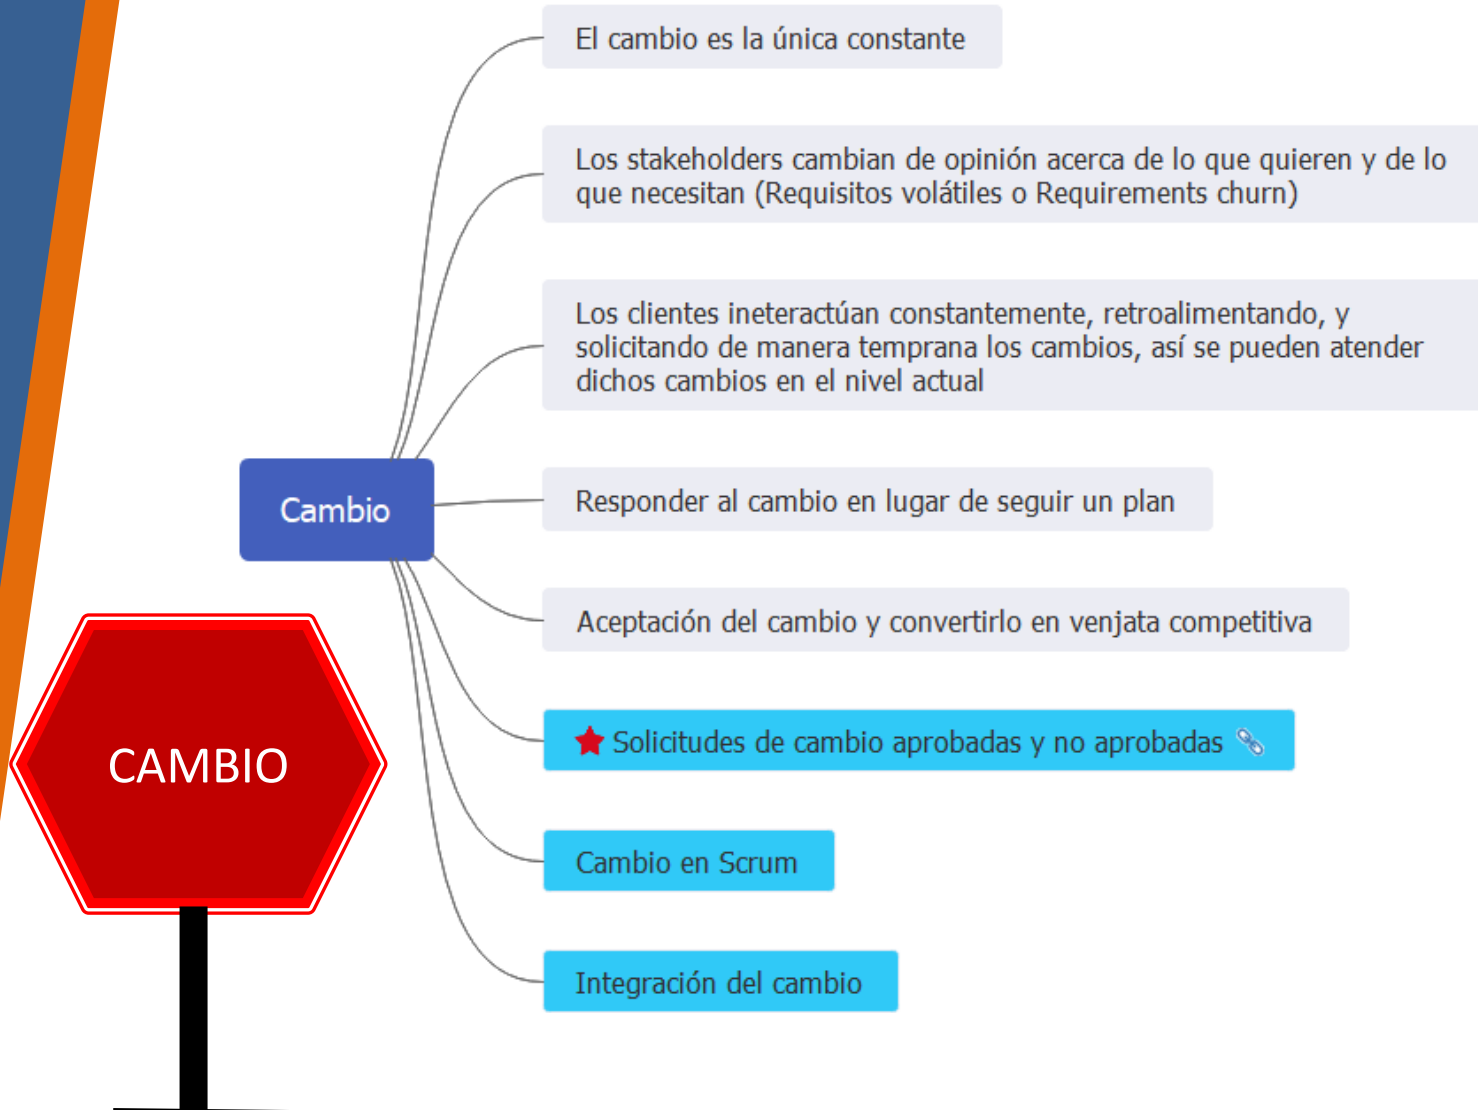 El cambio es la única constante
Los stakeholders cambian de opinión acerca de lo que quieren y de lo
que necesitan (Requisitos volátiles o Requirements churn)
Los clientes ineteractúan constantemente, retroalimentando, y
solicitando de manera temprana los cambios, así se pueden atender
dichos cambios en el nivel actual
Cambio
Responder al cambio en lugar de seguir un plan
Aceptación del cambio y convertirlo en venjata competitiva
Solicitudes de cambio aprobadas y no aprobadas
CAMBIO
Cambio en Scrum
Integración del cambio